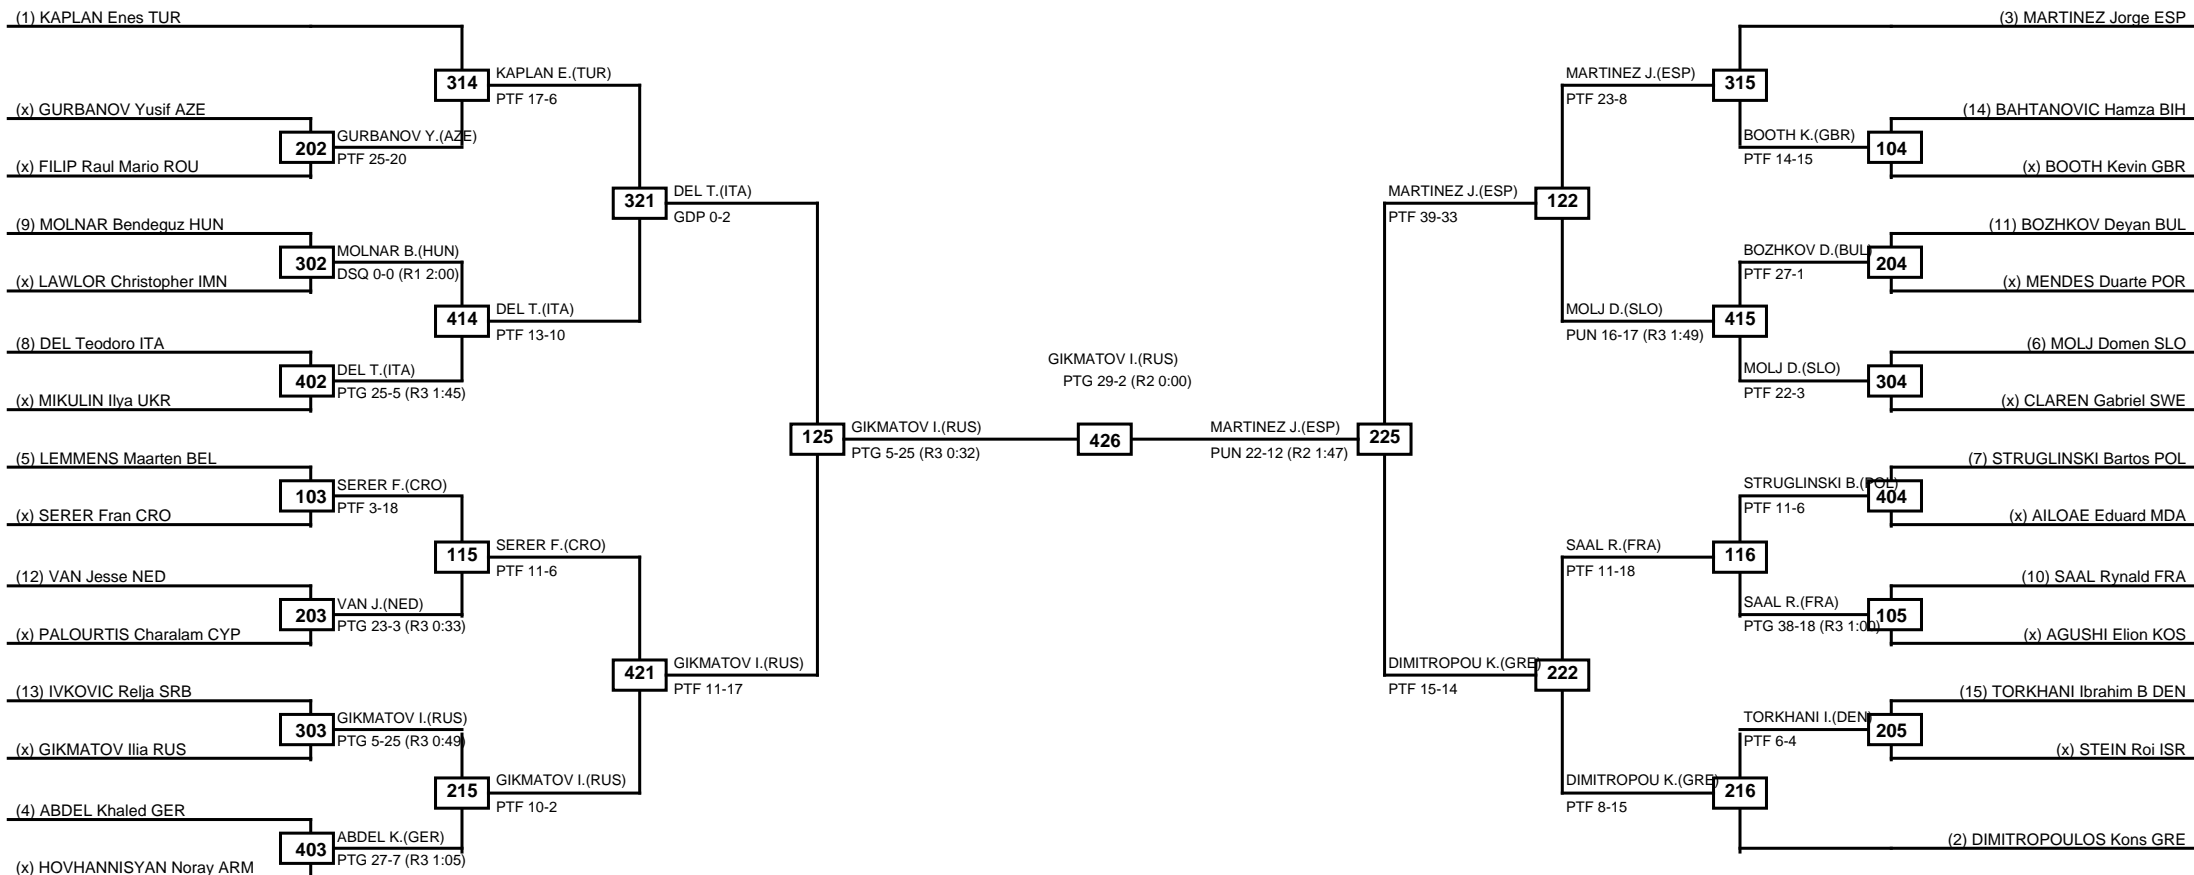 (1) KAPLAN Enes TUR
(x) GURBANOV Yusif AZE
(x) FILIP Raul Mario ROU
(9) MOLNAR Bendeguz HUN
(x) LAWLOR Christopher IMN
(8) DEL Teodoro ITA
(x) MIKULIN Ilya UKR
(5) LEMMENS Maarten BEL
(x) SERER Fran CRO
(12) VAN Jesse NED
(x) PALOURTIS Charalam CYP
(13) IVKOVIC Relja SRB
(x) GIKMATOV Ilia RUS
(4) ABDEL Khaled GER
(x) HOVHANNISYAN Noray ARM
202
GURBANOV Y.(AZE)
PTF 25-20
302
MOLNAR B.(HUN)
DSQ 0-0 (R1 2:00)
402
DEL T.(ITA)
PTG 25-5 (R3 1:45)
103
SERER F.(CRO)
PTF 3-18
203
VAN J.(NED)
PTG 23-3 (R3 0:33)
303
GIKMATOV I.(RUS)
PTG 5-25 (R3 0:49)
403
ABDEL K.(GER)
PTG 27-7 (R3 1:05)
314
KAPLAN E.(TUR)
PTF 17-6
414
DEL T.(ITA)
PTF 13-10
115
SERER F.(CRO)
PTF 11-6
215
GIKMATOV I.(RUS)
PTF 10-2
321
DEL T.(ITA)
GDP 0-2
421
GIKMATOV I.(RUS)
PTF 11-17
125
GIKMATOV I.(RUS)
PTG 5-25 (R3 0:32)
GIKMATOV I.(RUS)
PTG 29-2 (R2 0:00)
426
MARTINEZ J.(ESP)
PUN 22-12 (R2 1:47)
225
MARTINEZ J.(ESP)
PTF 39-33
122
DIMITROPOU K.(GRE)
PTF 15-14
222
MARTINEZ J.(ESP)
PTF 23-8
315
MOLJ D.(SLO)
PUN 16-17 (R3 1:49)
415
SAAL R.(FRA)
PTF 11-18
116
DIMITROPOU K.(GRE)
PTF 8-15
216
BOOTH K.(GBR)
PTF 14-15
104
BOZHKOV D.(BUL)
PTF 27-1
204
MOLJ D.(SLO)
PTF 22-3
304
STRUGLINSKI B.(POL)
PTF 11-6
404
SAAL R.(FRA)
PTG 38-18 (R3 1:00)
105
TORKHANI I.(DEN)
PTF 6-4
205
(3) MARTINEZ Jorge ESP
(14) BAHTANOVIC Hamza BIH
(x) BOOTH Kevin GBR
(11) BOZHKOV Deyan BUL
(x) MENDES Duarte POR
(6) MOLJ Domen SLO
(x) CLAREN Gabriel SWE
(7) STRUGLINSKI Bartos POL
(x) AILOAE Eduard MDA
(10) SAAL Rynald FRA
(x) AGUSHI Elion KOS
(15) TORKHANI Ibrahim B DEN
(x) STEIN Roi ISR
(2) DIMITROPOULOS Kons GRE